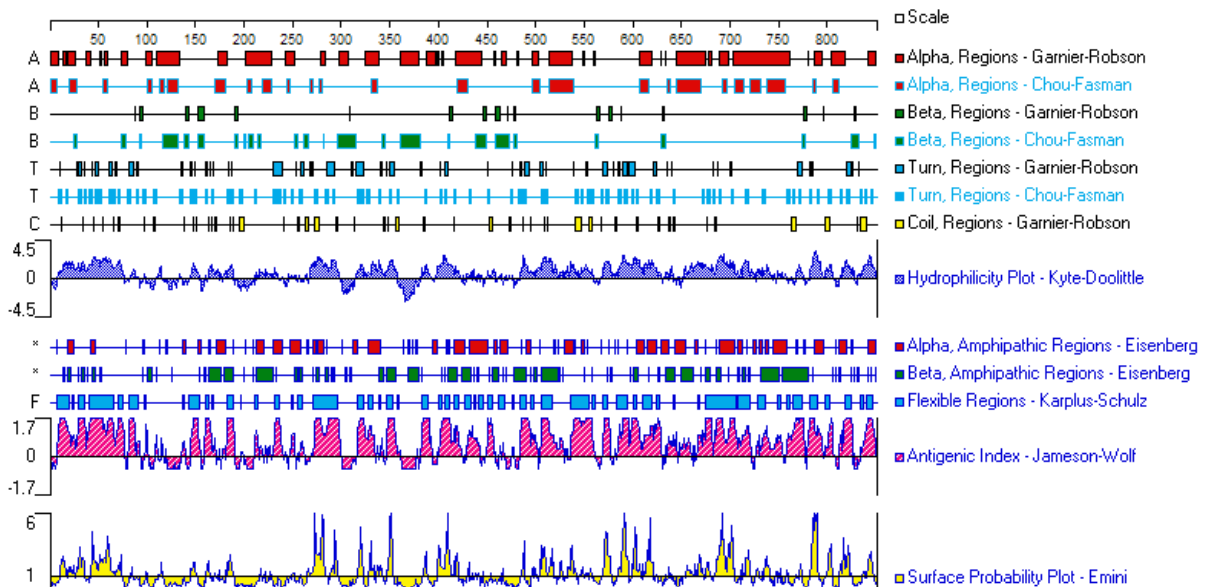 Scale
50 100 150 200 250 300 350 400 450 500 550 600 650 700 750 800
A Alpha, Regions - Garnier-Robson
A Alpha, Regions - Chou-Fasman
B Beta, Regions - Garnier-Robson
B Beta, Regions - Chou-Fasman
T Turn, Regions - Garnier-Robson
T Turn, Regions - Chou-Fasman
C Coil, Regions - Garnier-Robson
4.5
0 Hydrophilicity Plot - Kyte-Doolittle
-4.5
* Alpha, Amphipathic Regions - Eisenberg
* Beta, Amphipathic Regions - Eisenberg
F Flexible Regions - Karplus-Schulz
1.7
0 Antigenic Index - Jameson-Wolf
-1.7
6
1 Surface Probability Plot - Emini